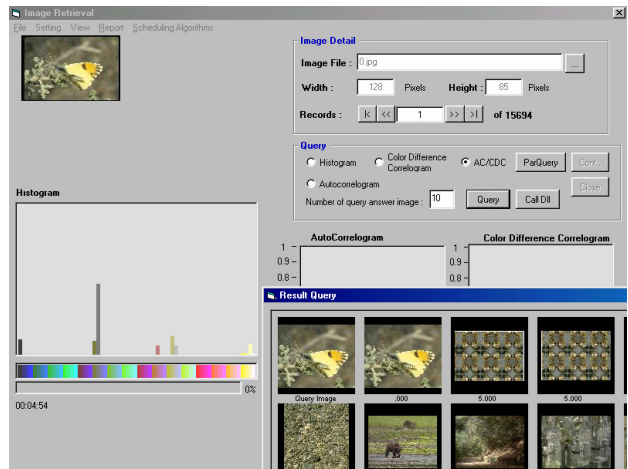 Image Retrieval
File Setting View Report Scheduling Algorithms
Image Detail
Image File : 0.jpg ...
Width : 128 Pixels Height : 85 Pixels
Records : |< << 1 >> >| of 15694
Query
Histogram Color Difference Correlogram AC/CDC ParQuery Cont..
Autocorrelogram Close
Number of query answer image : 10 Query Call Dll
Histogram
AutoCorrelogram Color Difference Correlogram
1 1
0.9 0.9
0.8 0.8
Result Query
Query Image .000 5.000 5.000
0%
00:04:54